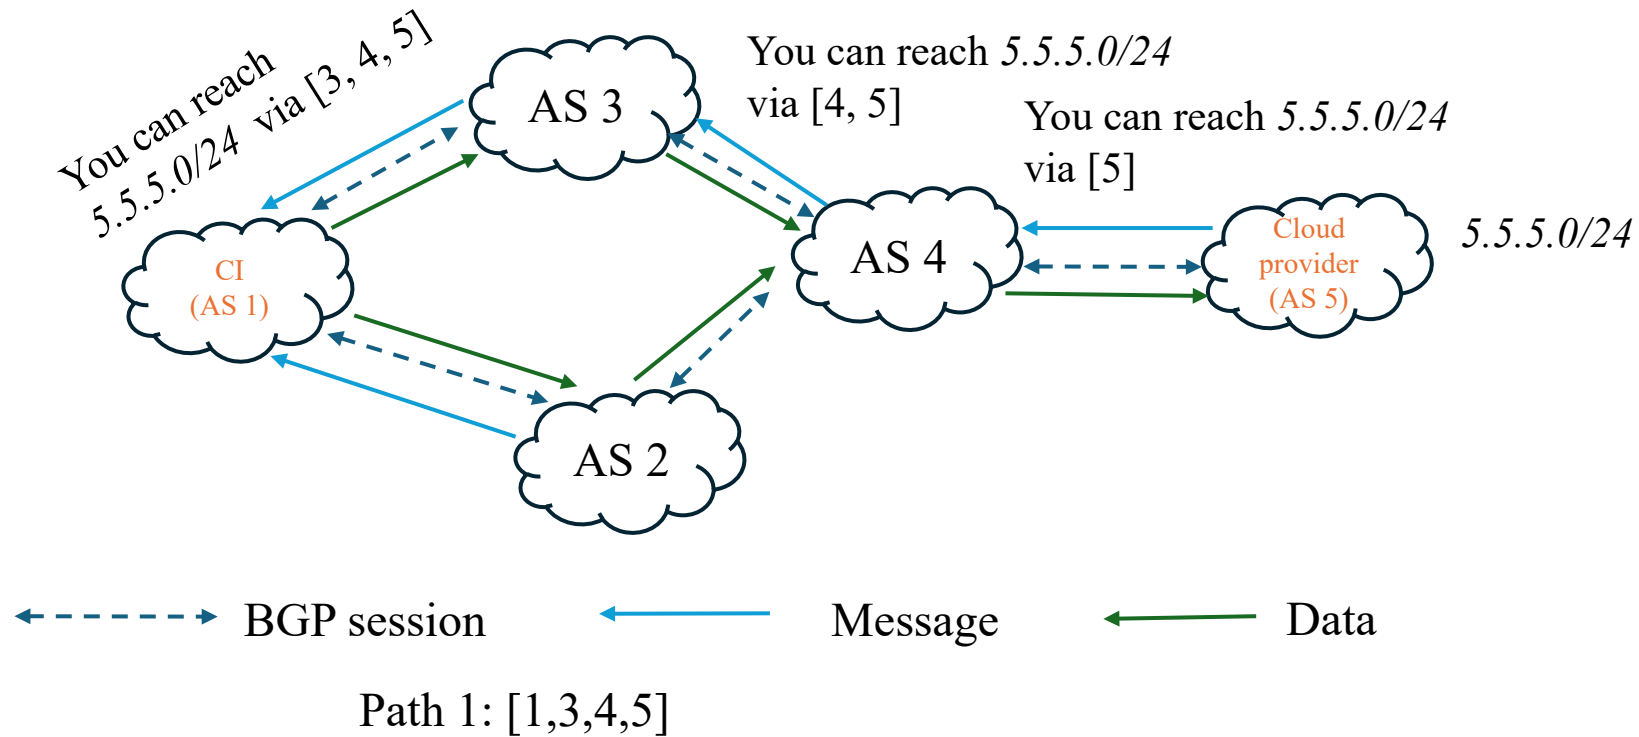 You can reach
5.5.5.0/24 via [3, 4, 5]
AS 3
You can reach 5.5.5.0/24
via [4, 5]
You can reach 5.5.5.0/24
via [5]
CI
(AS 1)
AS 4
Cloud
provider
(AS 5)
5.5.5.0/24
AS 2
BGP session
Message
Data
Path 1: [1,3,4,5]